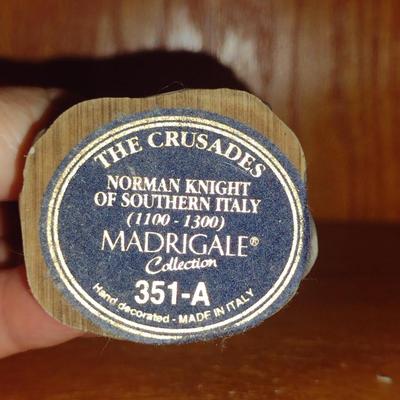 THE CRUSADES
NORMAN KNIGHT
OF SOUTHERN ITALY
(1100 - 1300)
MADRIGALE®
Collection
351-A
Hand decorated - MADE IN ITALY